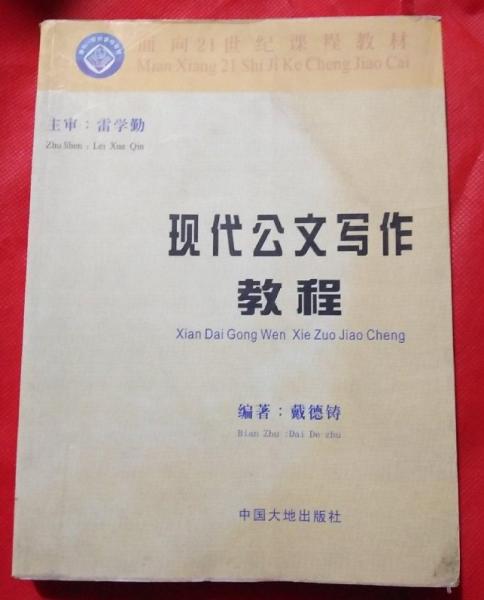 面向21世纪课程教材
Mian Xiang 21 Shi Ji Ke Cheng Jiao Cai
主审：雷学勤
Zhu Shen : Lei Xue Qin
现代公文写作
教程
Xian Dai Gong Wen Xie Zuo Jiao Cheng
编著：戴德铸
Bian Zhu :Dai De zhu
中国大地出版社